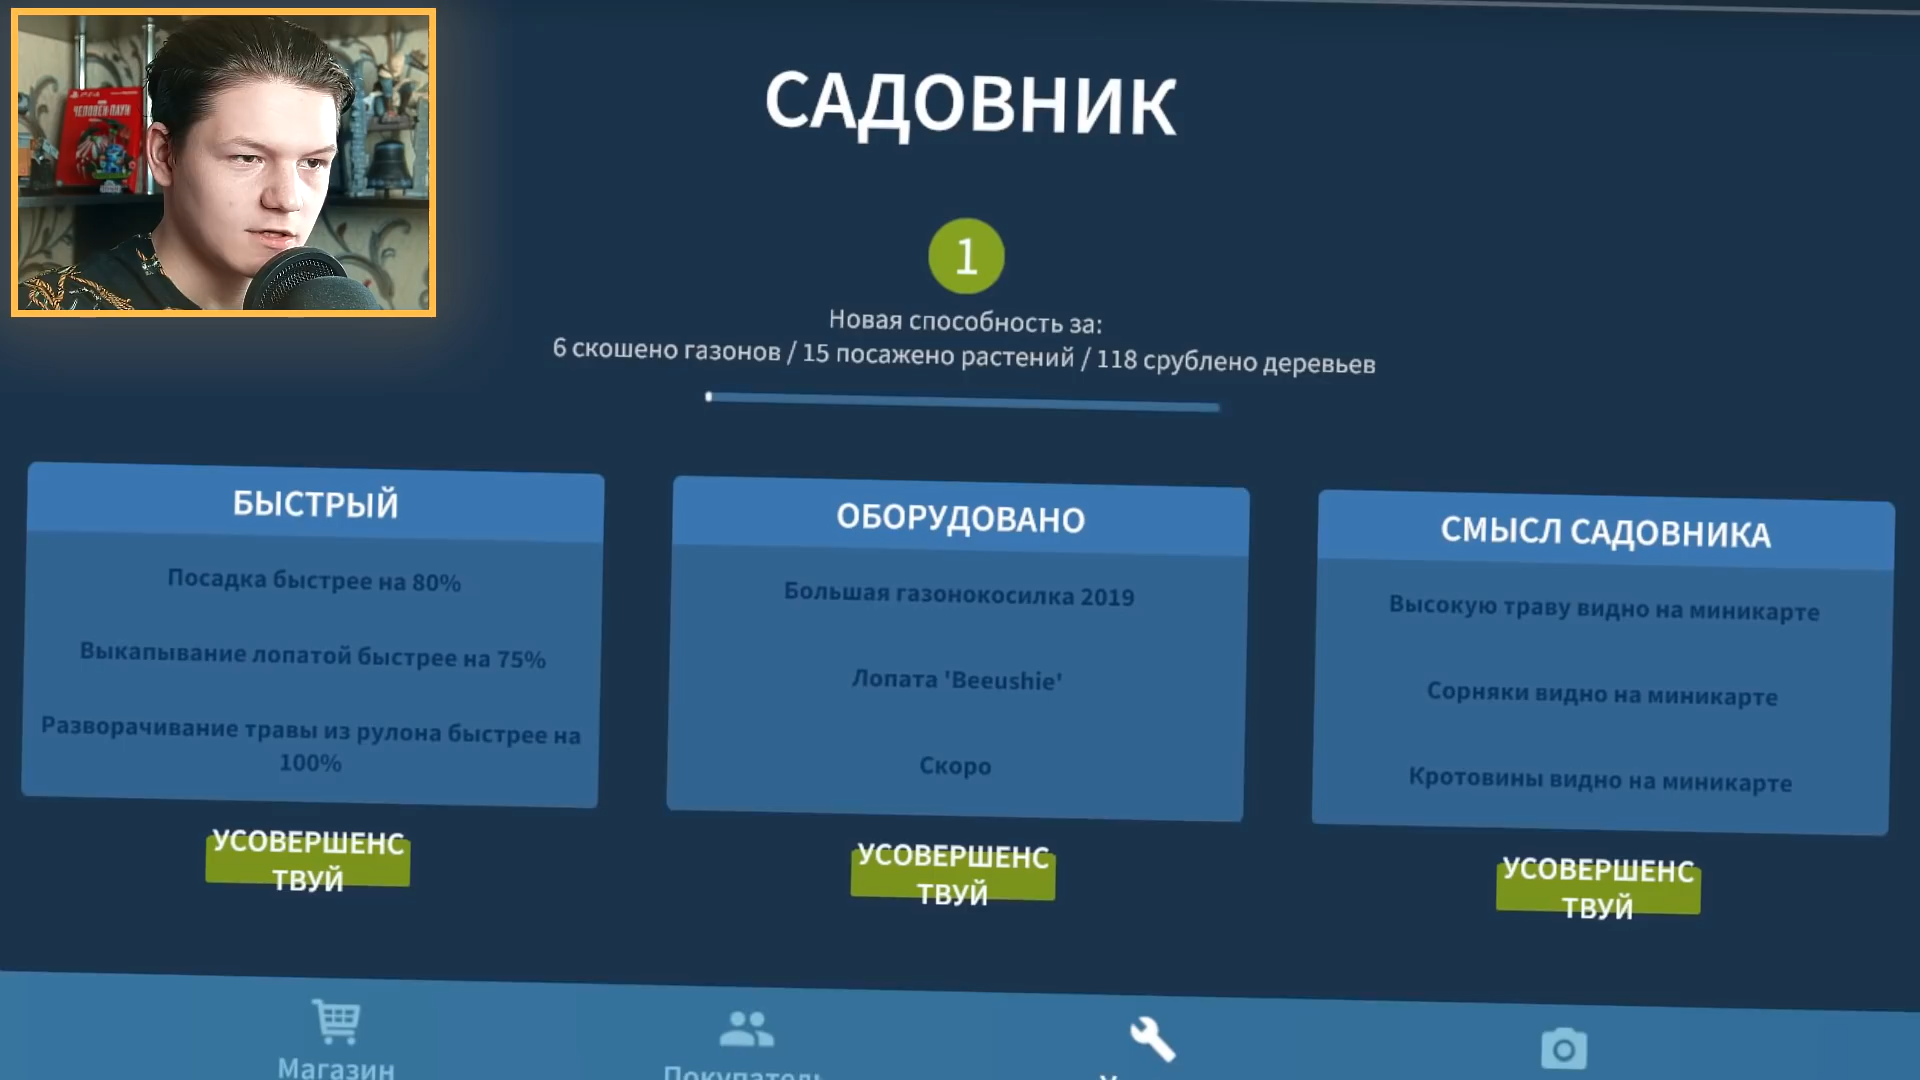 ЧЕЛОВЕК-ПАУК
САДОВНИК
1
Новая способность за:
6 скошено газонов / 15 посажено растений / 118 срублено деревьев
БЫСТРЫЙ
Посадка быстрее на 80%
Выкапывание лопатой быстрее на 75%
Разворачивание травы из рулона быстрее на
100%
УСОВЕРШЕНС
ТВУЙ
ОБОРУДОВАНО
Большая газонокосилка 2019
Лопата 'Beeushie'
Скоро
УСОВЕРШЕНС
ТВУЙ
СМЫСЛ САДОВНИКА
Высокую траву видно на миникарте
Сорняки видно на миникарте
Кротовины видно на миникарте
УСОВЕРШЕНС
ТВУЙ
Магазин
Покупатель